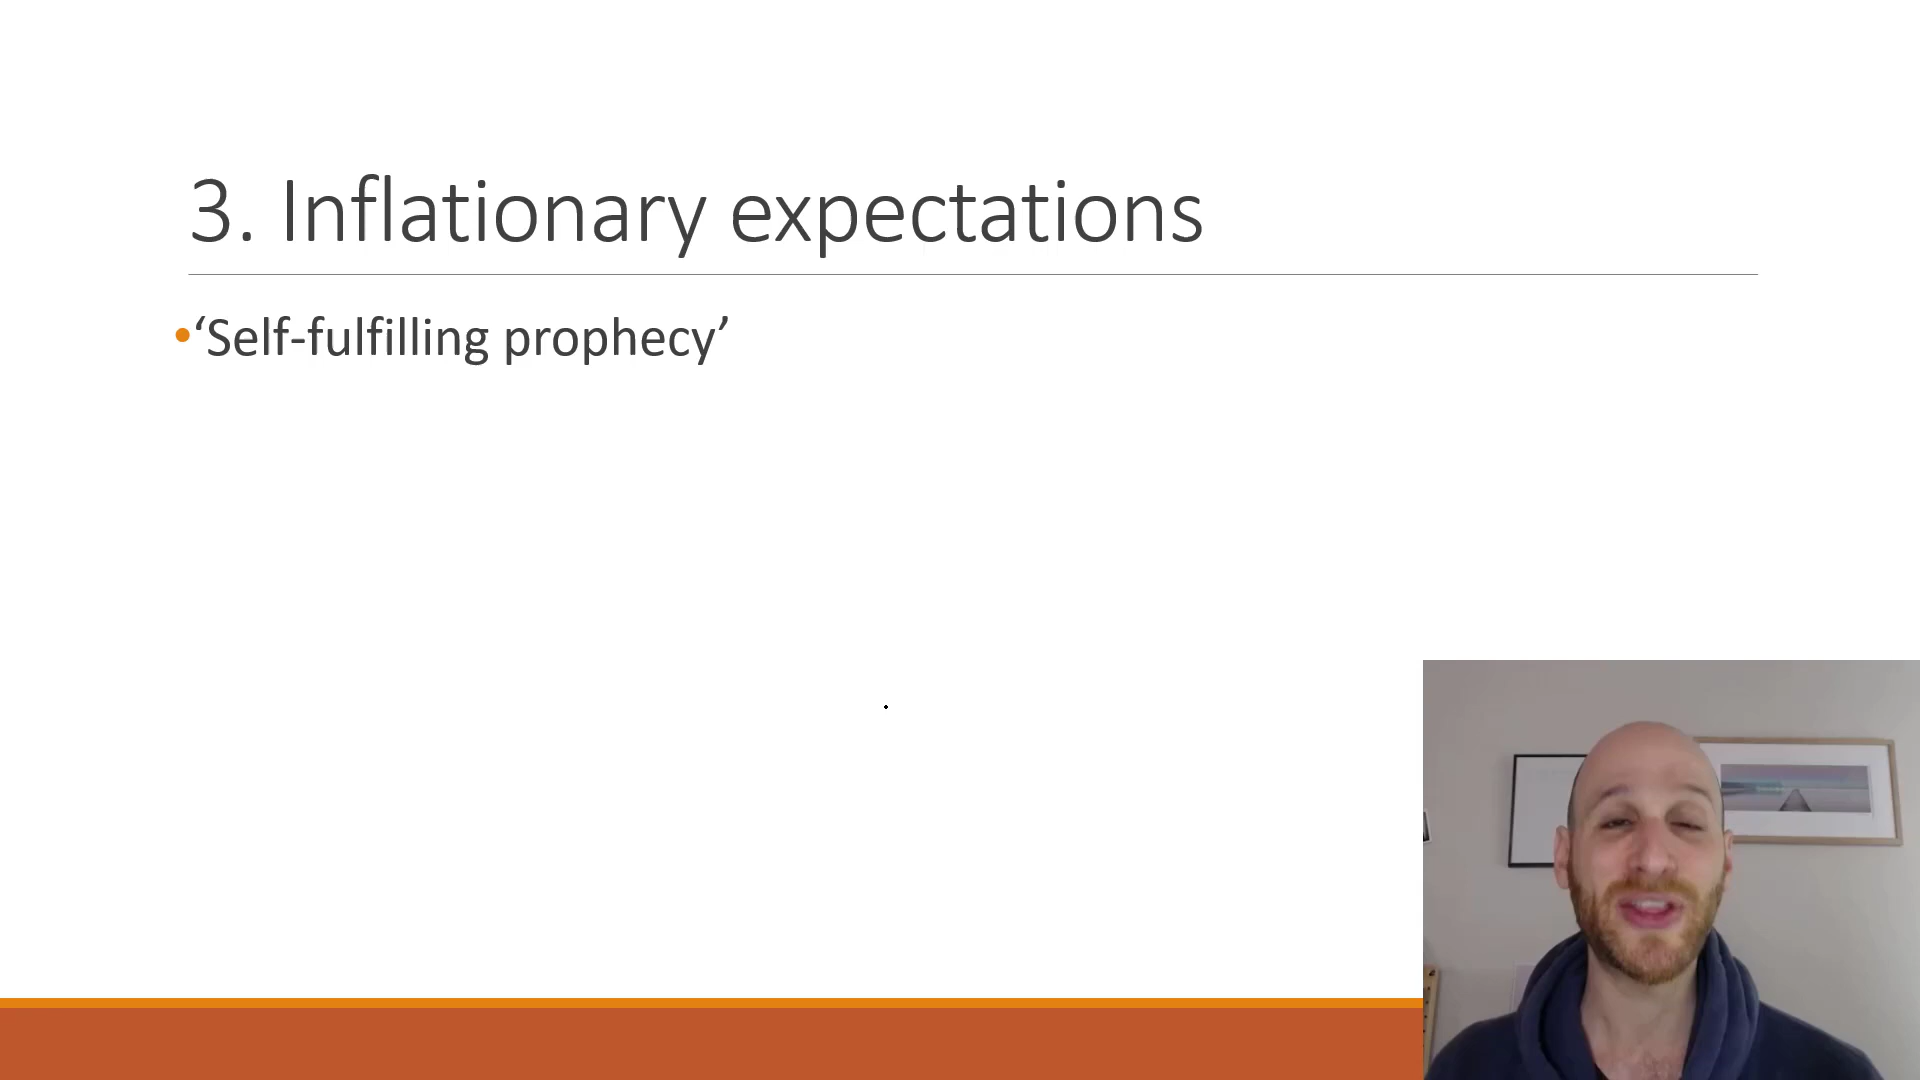 3. Inflationary expectations
•‘Self-fulfilling prophecy’